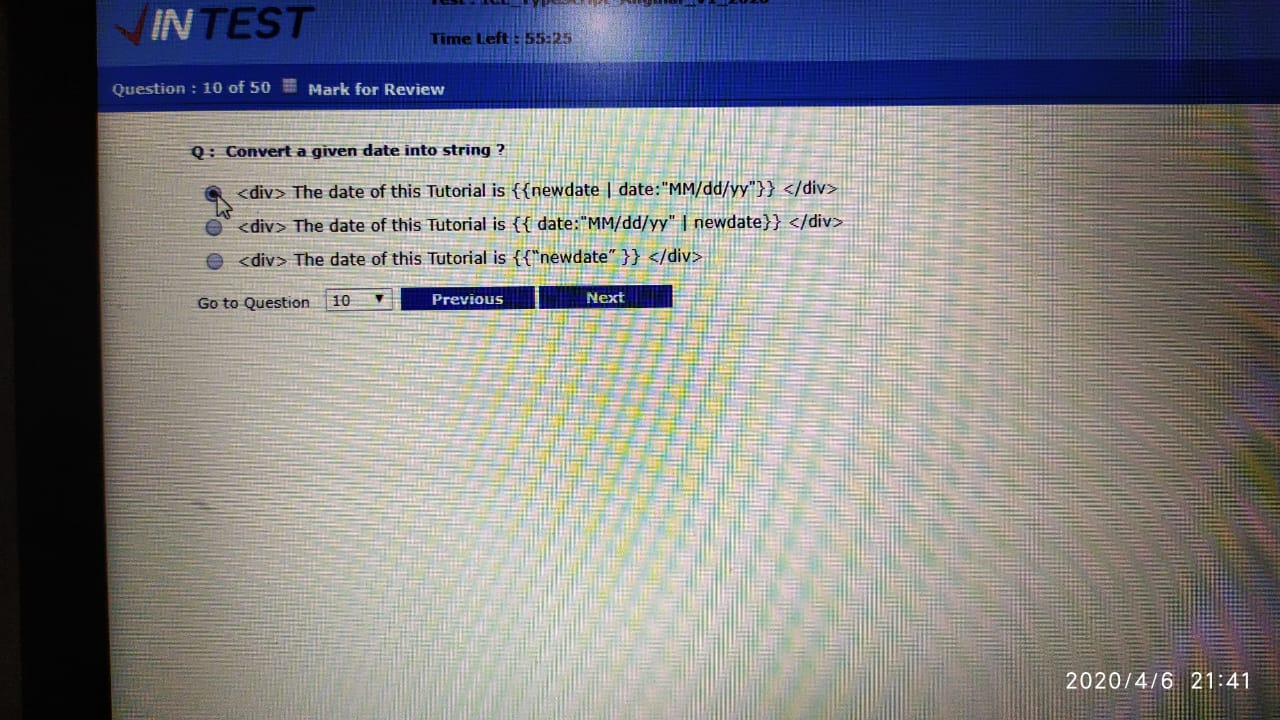 INTEST
Time Left : 55:25
Question : 10 of 50 Mark for Review
Q : Convert a given date into string ?
<div> The date of this Tutorial is {{newdate | date:"MM/dd/yy"}} </div>
<div> The date of this Tutorial is {{ date:"MM/dd/yy" | newdate}} </div>
<div> The date of this Tutorial is {{“newdate” }} </div>
Go to Question 10 Previous Next
2020/4/6 21:41